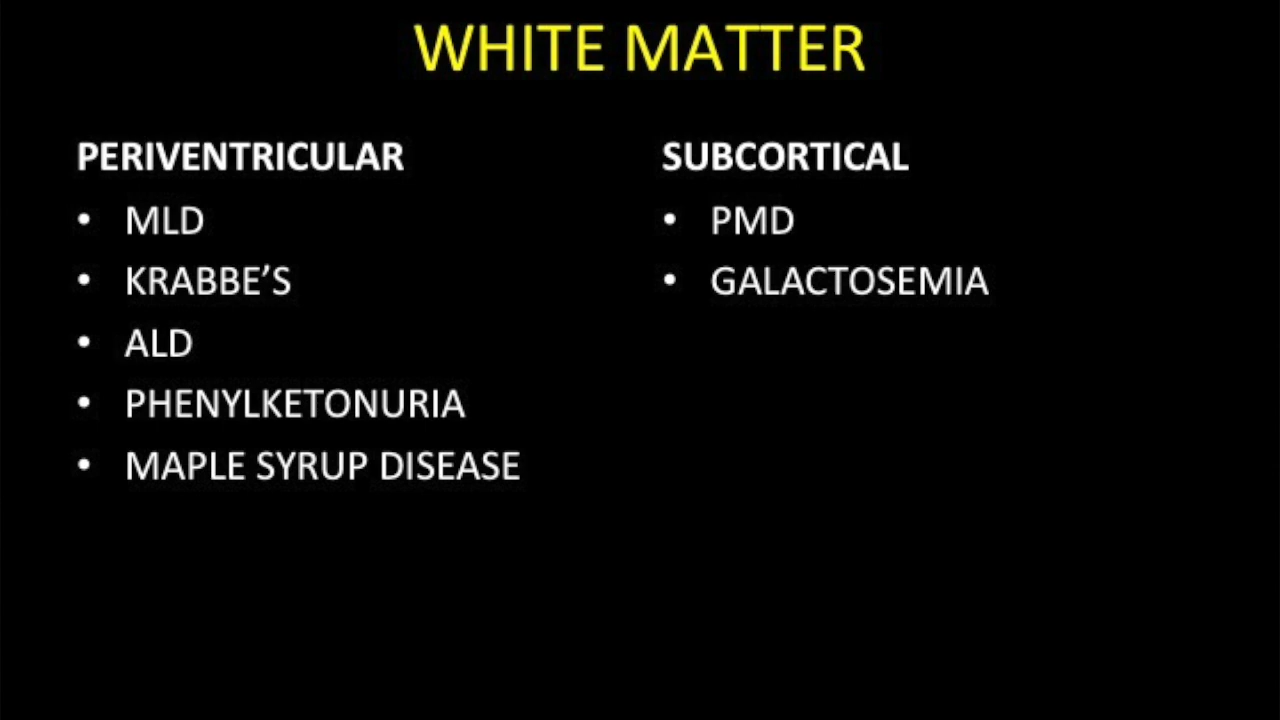 WHITE MATTER
PERIVENTRICULAR
• MLD
• KRABBE’S
• ALD
• PHENYLKETONURIA
• MAPLE SYRUP DISEASE
SUBCORTICAL
• PMD
• GALACTOSEMIA